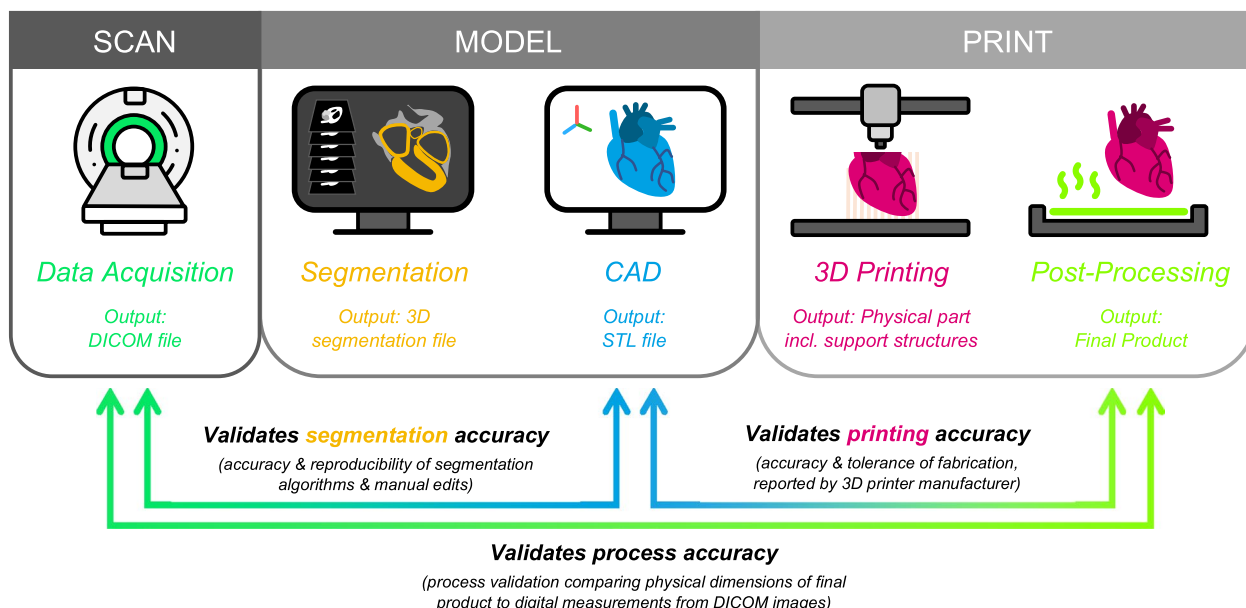 SCAN
MODEL
PRINT
Data Acquisition
Output:
DICOM file
Segmentation
Output: 3D
segmentation file
CAD
Output:
STL file
3D Printing
Output: Physical part
incl. support structures
Post-Processing
Output:
Final Product
Validates segmentation accuracy
(accuracy & reproducibility of segmentation
algorithms & manual edits)
Validates printing accuracy
(accuracy & tolerance of fabrication,
reported by 3D printer manufacturer)
Validates process accuracy
(process validation comparing physical dimensions of final
product to digital measurements from DICOM images)